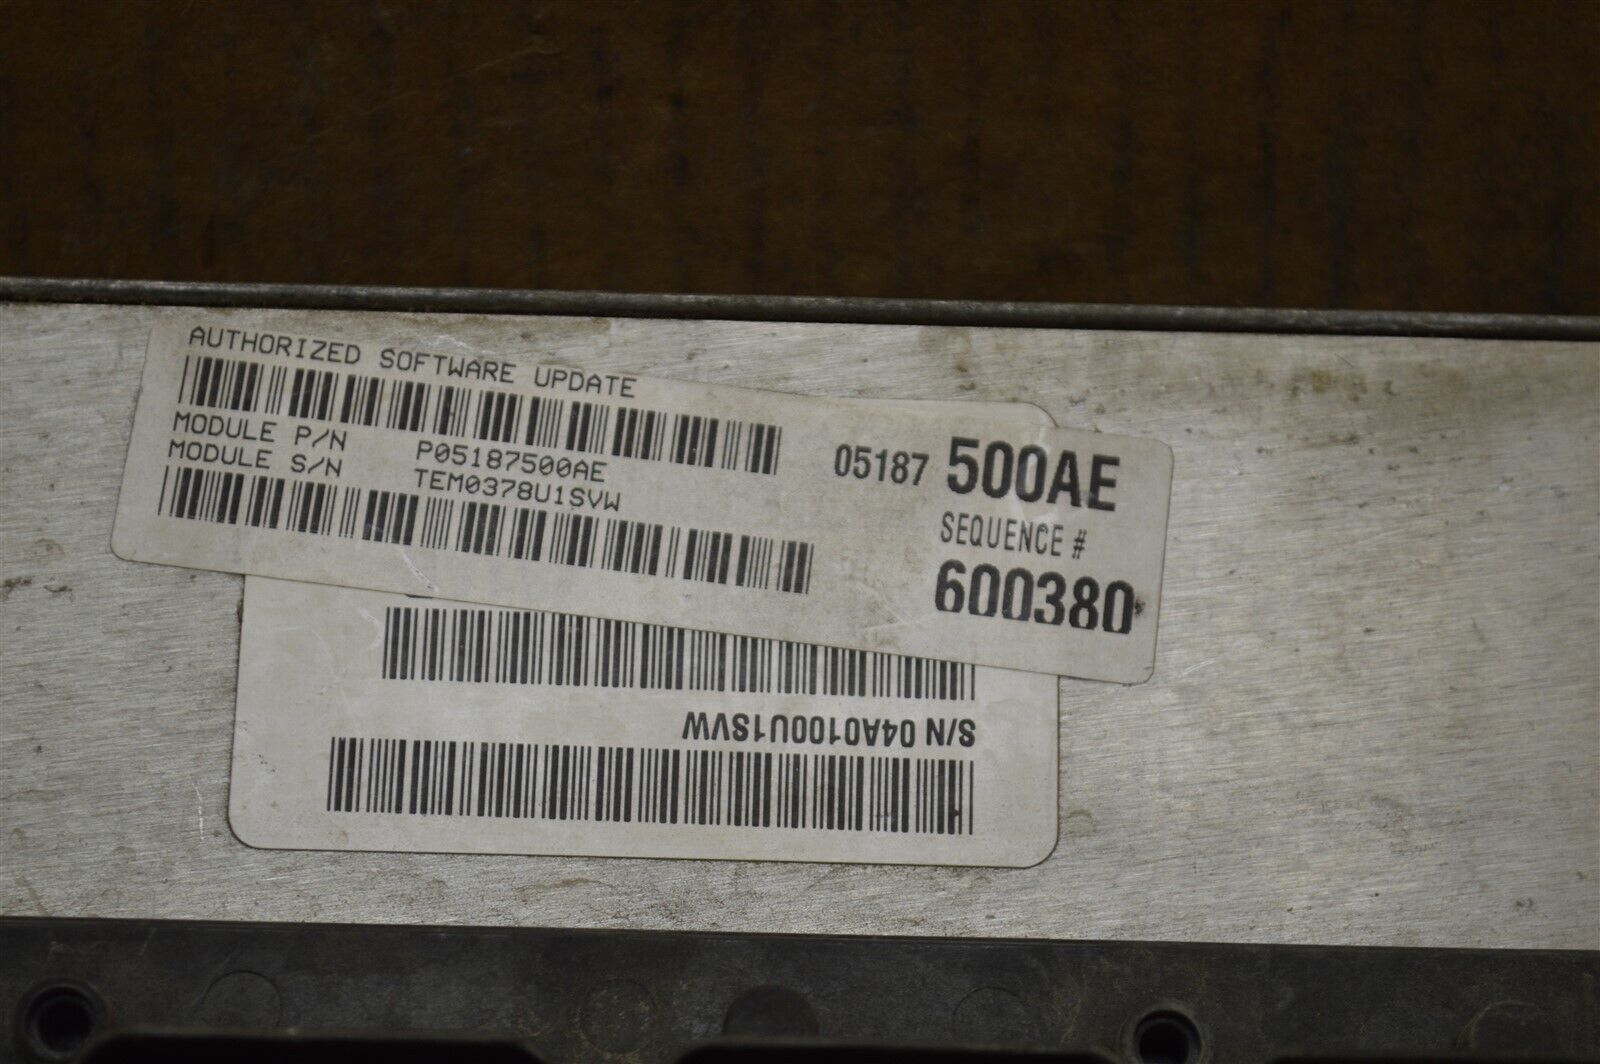 AUTHORIZED SOFTWARE UPDATE
MODULE P/N P05187500AE
MODULE S/N TEM0378U1SVW
05187 500AE
SEQUENCE #
600380
S/N 04A0100U1SVW